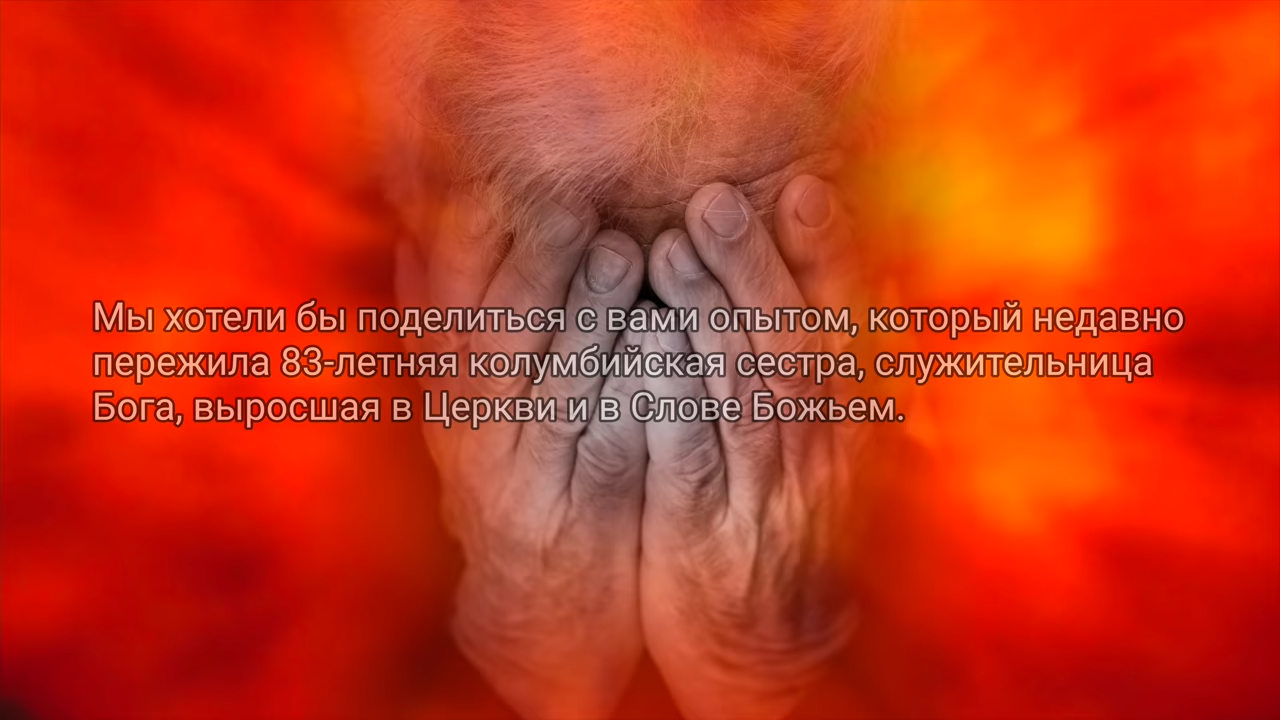 Мы хотели бы поделиться с вами опытом, который недавно
пережила 83-летняя колумбийская сестра, служительница
Бога, выросшая в Церкви и в Слове Божьем.